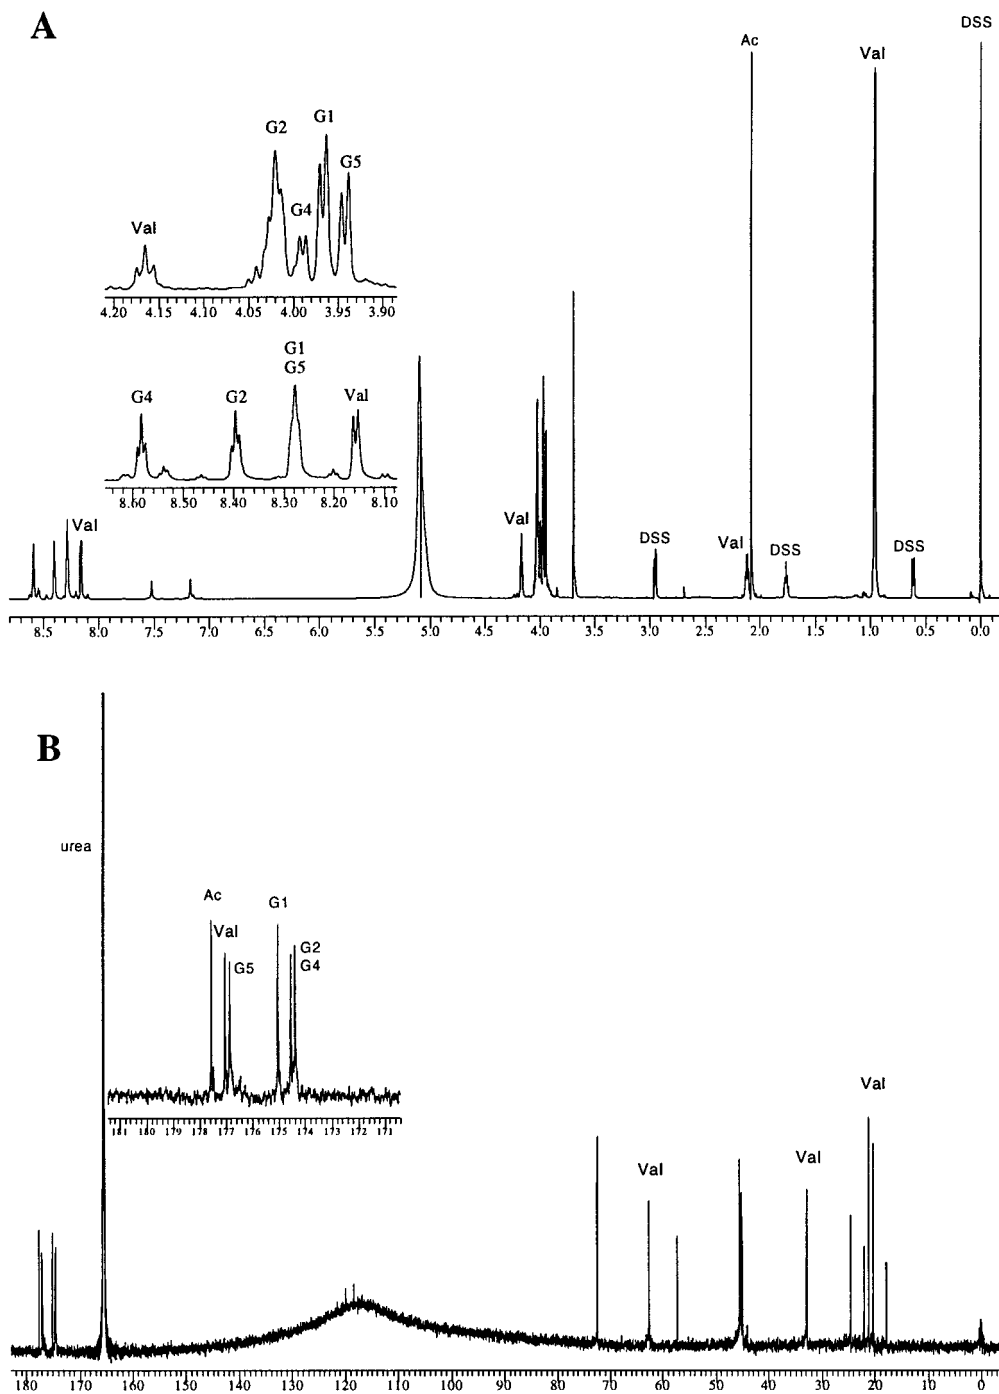 A
DSS
Ac
Val
G1
G2
G5
G4
Val
4.20 4.15 4.10 4.05 4.00 3.95 3.90
G1
G4 G2 G5 Val
8.60 8.50 8.40 8.30 8.20 8.10
Val
Val
DSS
Val
DSS
DSS
8.5 8.0 7.5 7.0 6.5 6.0 5.5 5.0 4.5 4.0 3.5 3.0 2.5 2.0 1.5 1.0 0.5 0.0
B
urea
Ac
G1
Val
G2
G5
G4
181 180 179 178 177 176 175 174 173 172 171
Val
Val
Val
180 170 160 150 140 130 120 110 100 90 80 70 60 50 40 30 20 10 0